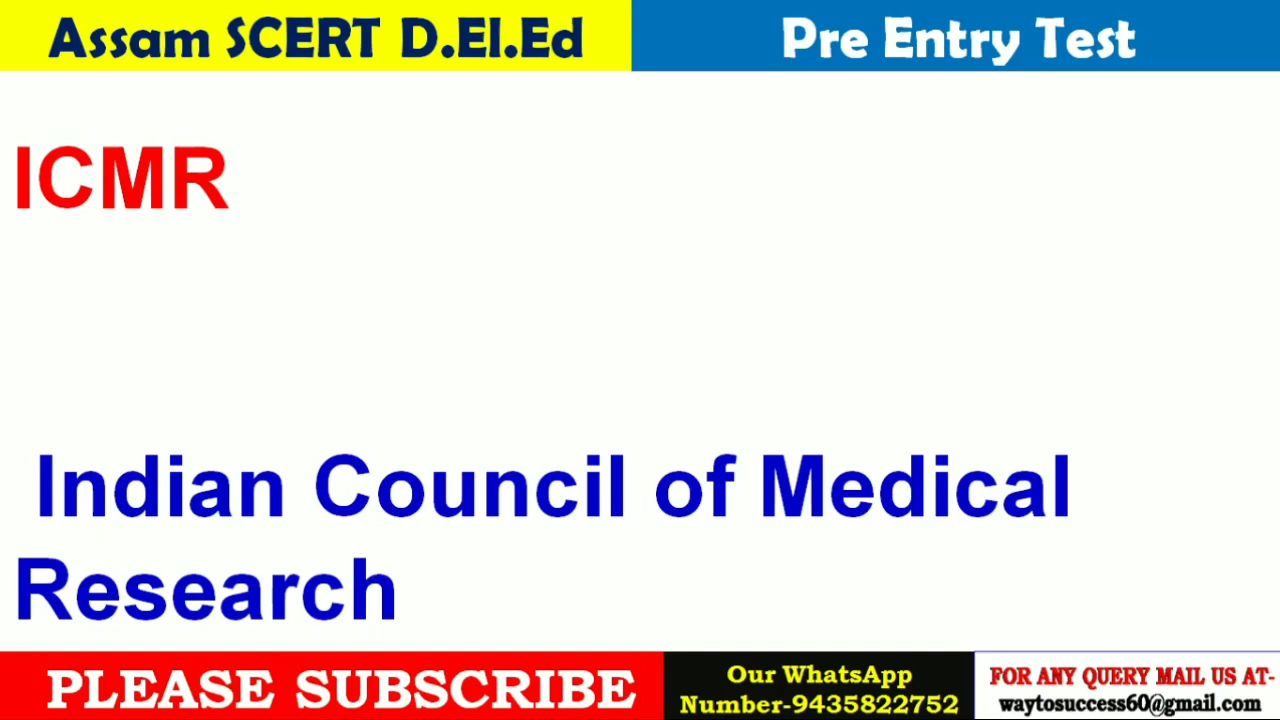 Assam SCERT D.El.Ed
Pre Entry Test
ICMR
Indian Council of Medical
Research
PLEASE SUBSCRIBE
Our WhatsApp
Number-9435822752
FOR ANY QUERY MAIL US AT-
waytosuccess60@gmail.com